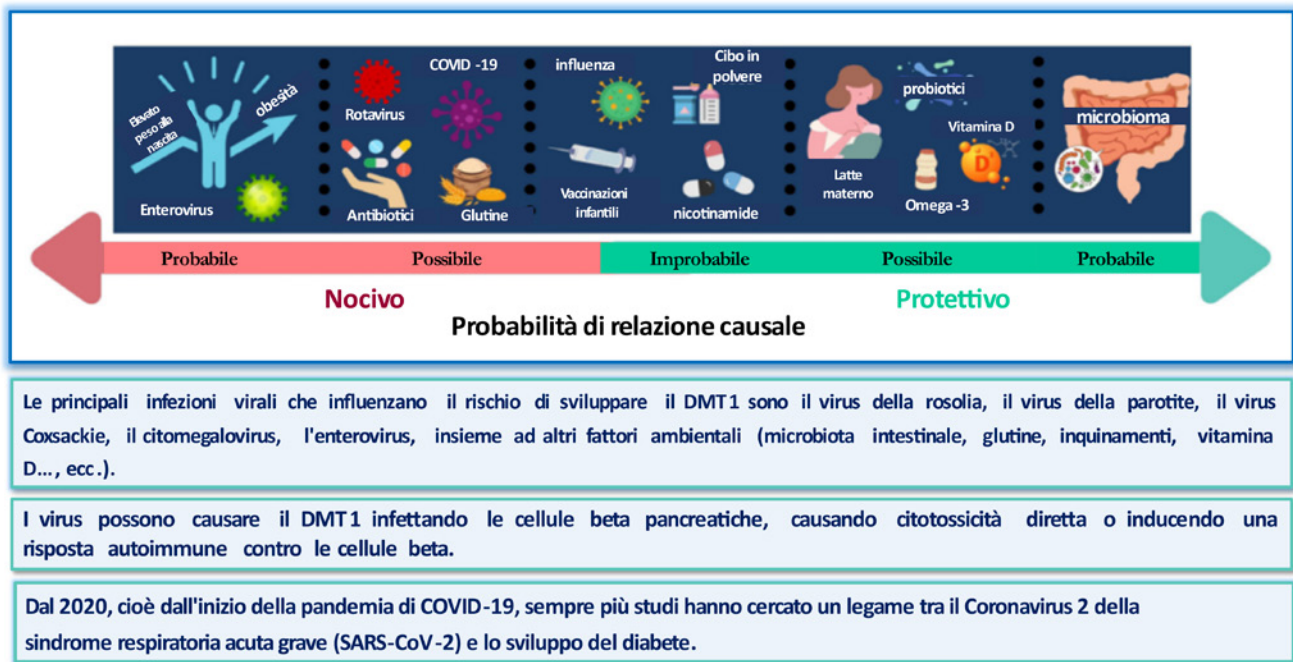 Elevato
peso alla
nascita
obesità
Enterovirus
COVID -19
Rotavirus
Antibiotici
Glutine
influenza
Cibo in
polvere
Vaccinazioni
infantili
nicotinamide
probiotici
Vitamina D
D
Latte
materno
Omega -3
microbioma
Probabile
Possibile
Improbabile
Possibile
Probabile
Nocivo
Protettivo
Probabilità di relazione causale
Le principali infezioni virali che influenzano il rischio di sviluppare il DMT1 sono il virus della rosolia, il virus della parotite, il virus
Coxsackie, il citomegalovirus, l'enterovirus, insieme ad altri fattori ambientali (microbiota intestinale, glutine, inquinamenti, vitamina
D..., ecc.).
I virus possono causare il DMT1 infettando le cellule beta pancreatiche, causando citotossicità diretta o inducendo una
risposta autoimmune contro le cellule beta.
Dal 2020, cioè dall'inizio della pandemia di COVID-19, sempre più studi hanno cercato un legame tra il Coronavirus 2 della
sindrome respiratoria acuta grave (SARS-CoV-2) e lo sviluppo del diabete.